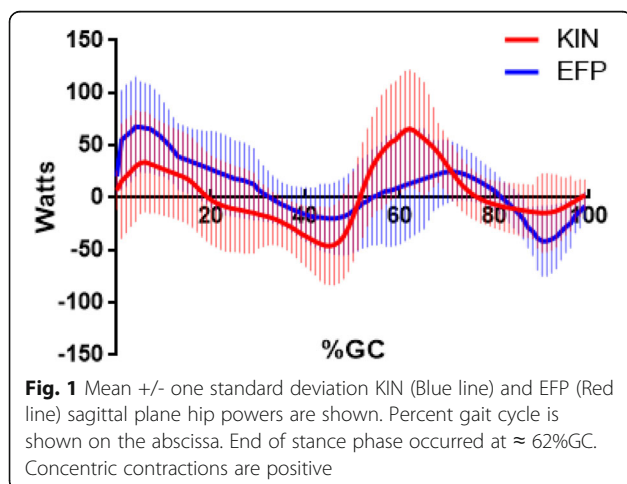 150
KIN
EFP
100
50
Watts
0
20
40
60
80
100
-50
-100
%GC
-150
Fig. 1 Mean +/- one standard deviation KIN (Blue line) and EFP (Red
line) sagittal plane hip powers are shown. Percent gait cycle is
shown on the abscissa. End of stance phase occurred at ≈ 62%GC.
Concentric contractions are positive